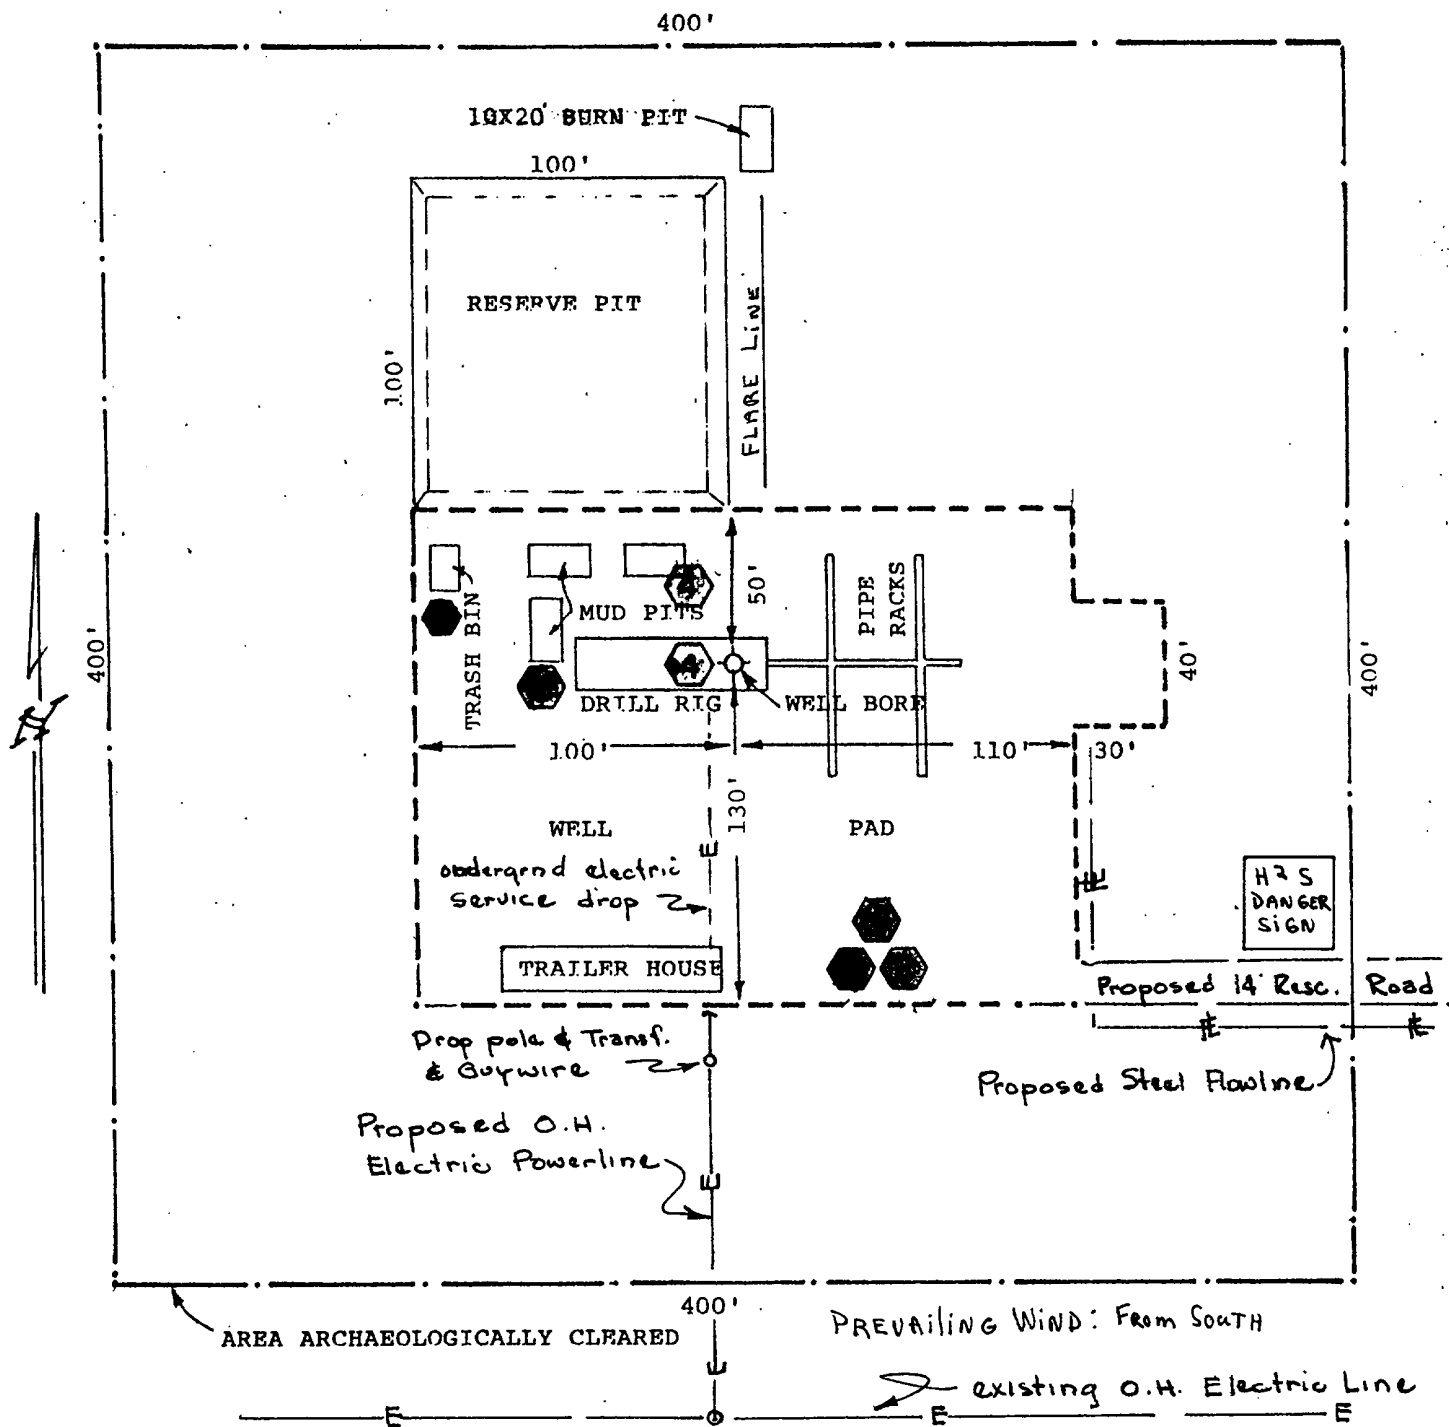 400'
10X20' BURN PIT
100'
RESERVE PIT
100'
FLARE LINE
400'
TRASH BIN
MUD PITS
4
50'
PIPE
RACKS
4
40'
400'
DRILL RIG
WELL BORE
100'
110'
30'
130'
WELL
PAD
E
undergrnd electric
service drop
H2S
DANGER
SIGN
TRAILER HOUSE
Proposed 14' Resc. Road
Drop pole & Transf.
& Guywire
Proposed Steel Flowline
Proposed O.H.
Electric Powerline
E
400'
PREVAILING WIND: FROM SOUTH
AREA ARCHAEOLOGICALLY CLEARED
E
existing O.H. Electric Line
E
E
E